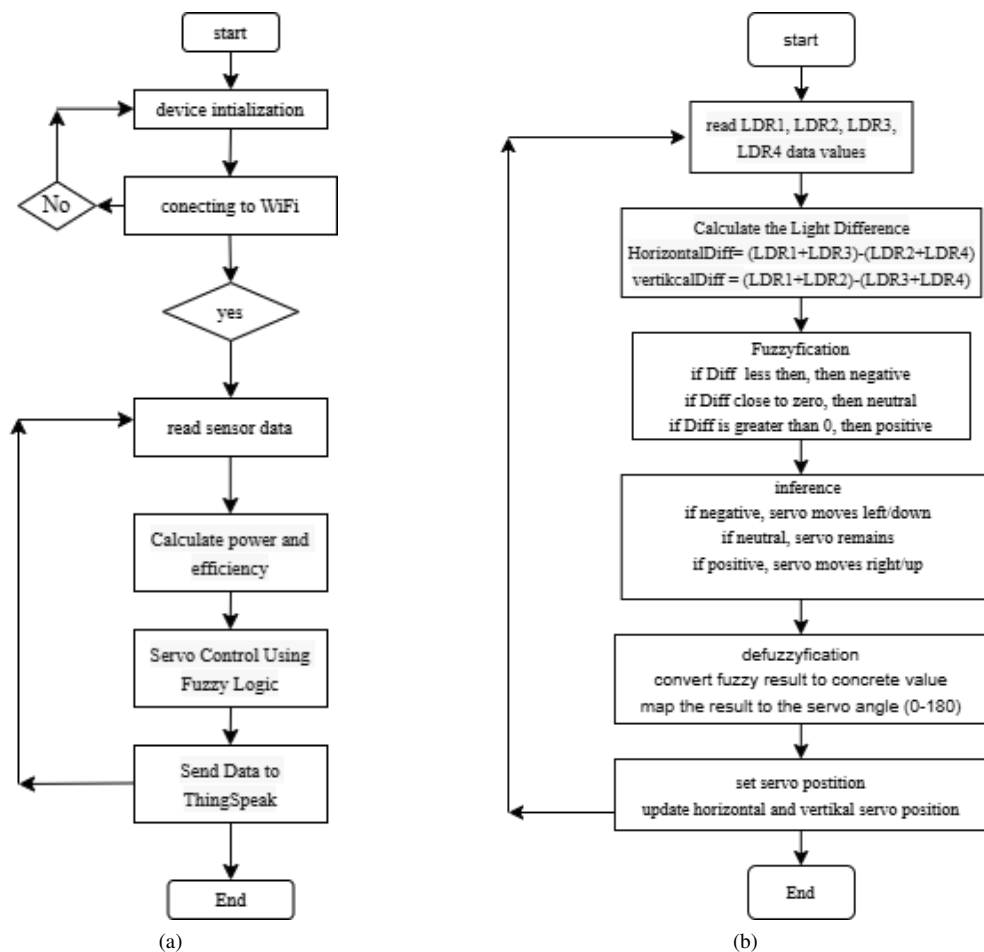 start
device intialization
No
conecting to WiFi
yes
read sensor data
Calculate power and
efficiency
Servo Control Using
Fuzzy Logic
Send Data to
ThingSpeak
End
(a)
start
read LDR1, LDR2, LDR3,
LDR4 data values
Calculate the Light Difference
HorizontalDiff= (LDR1+LDR3)-(LDR2+LDR4)
vertikcalDiff = (LDR1+LDR2)-(LDR3+LDR4)
Fuzzyfication
if Diff less then, then negative
if Diff close to zero, then neutral
if Diff is greater than 0, then positive
inference
if negative, servo moves left/down
if neutral, servo remains
if positive, servo moves right/up
defuzzyfication
convert fuzzy result to concrete value
map the result to the servo angle (0-180)
set servo postition
update horizontal and vertikal servo position
End
(b)